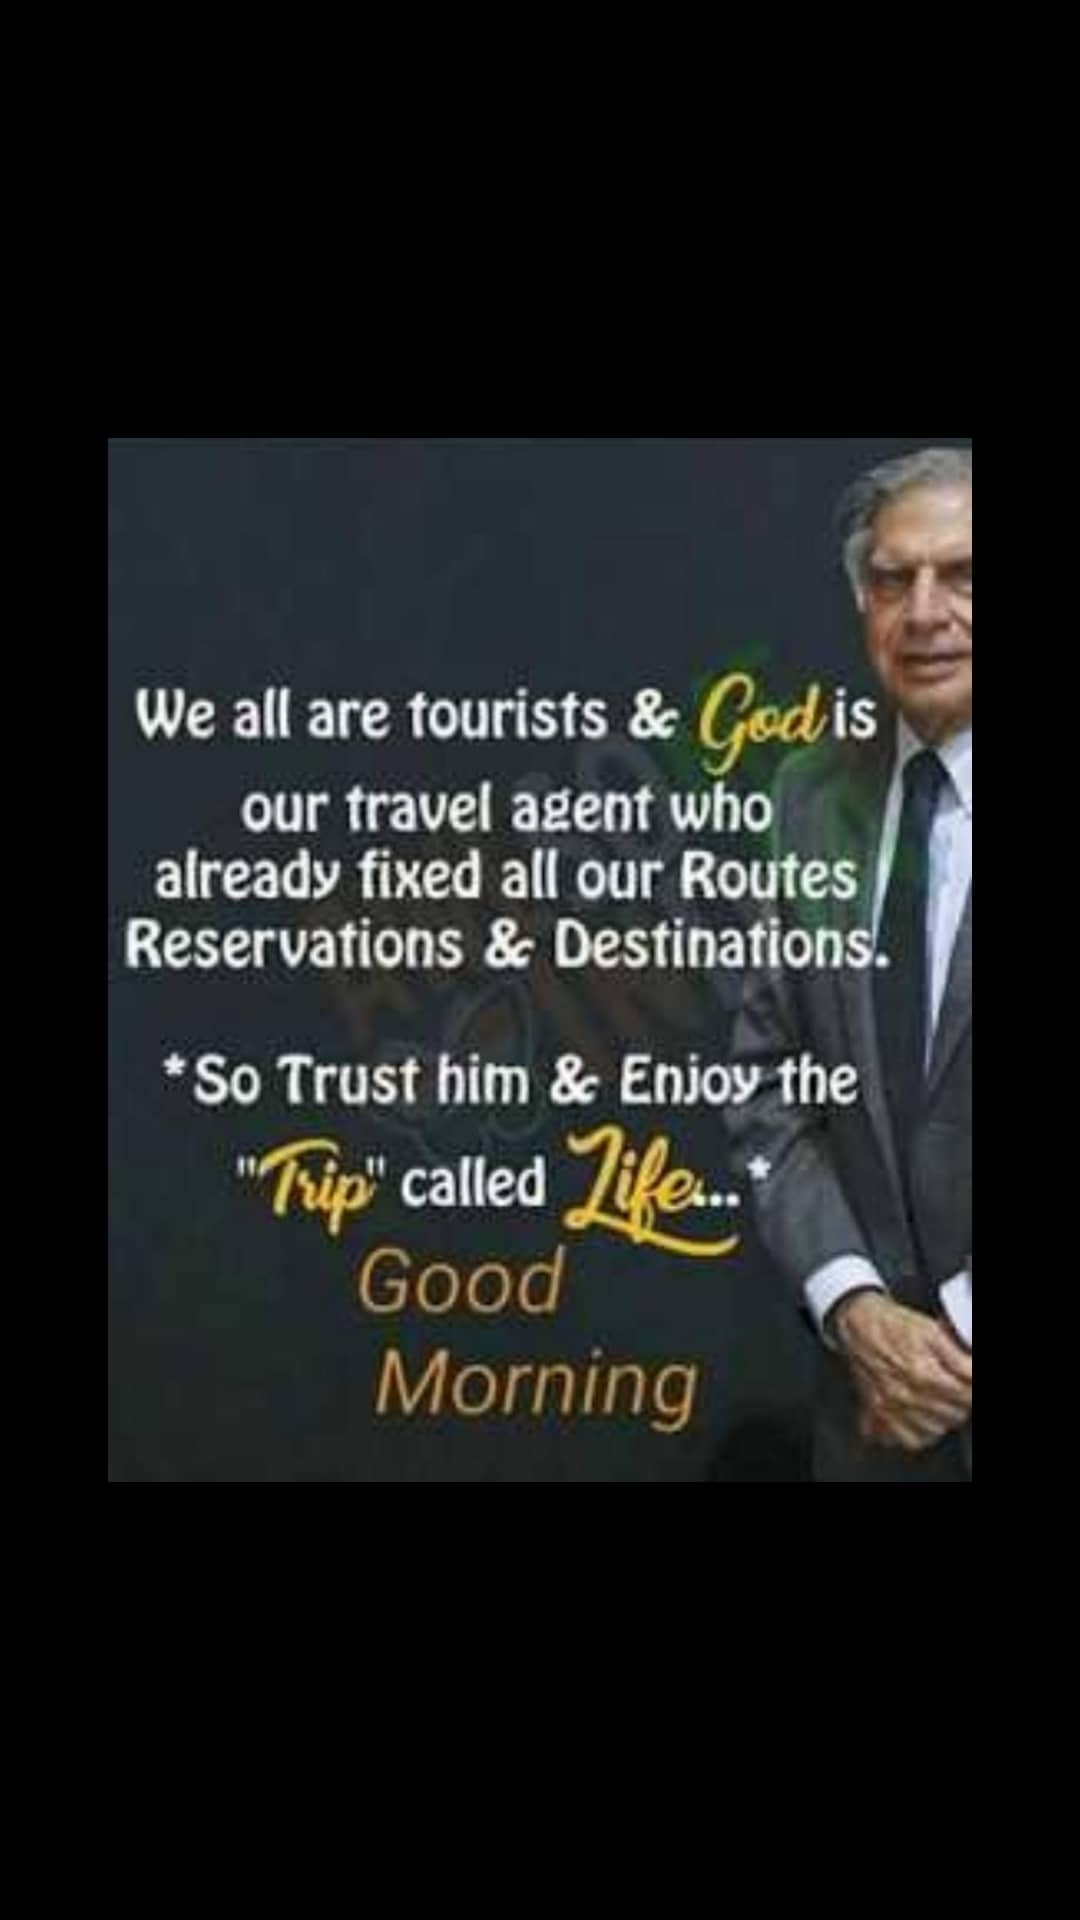 We all are tourists & God is
our travel agent who
already fixed all our Routes
Reservations & Destinations.
*So Trust him & Enjoy the
"Trip" called Life...*
Good
Morning